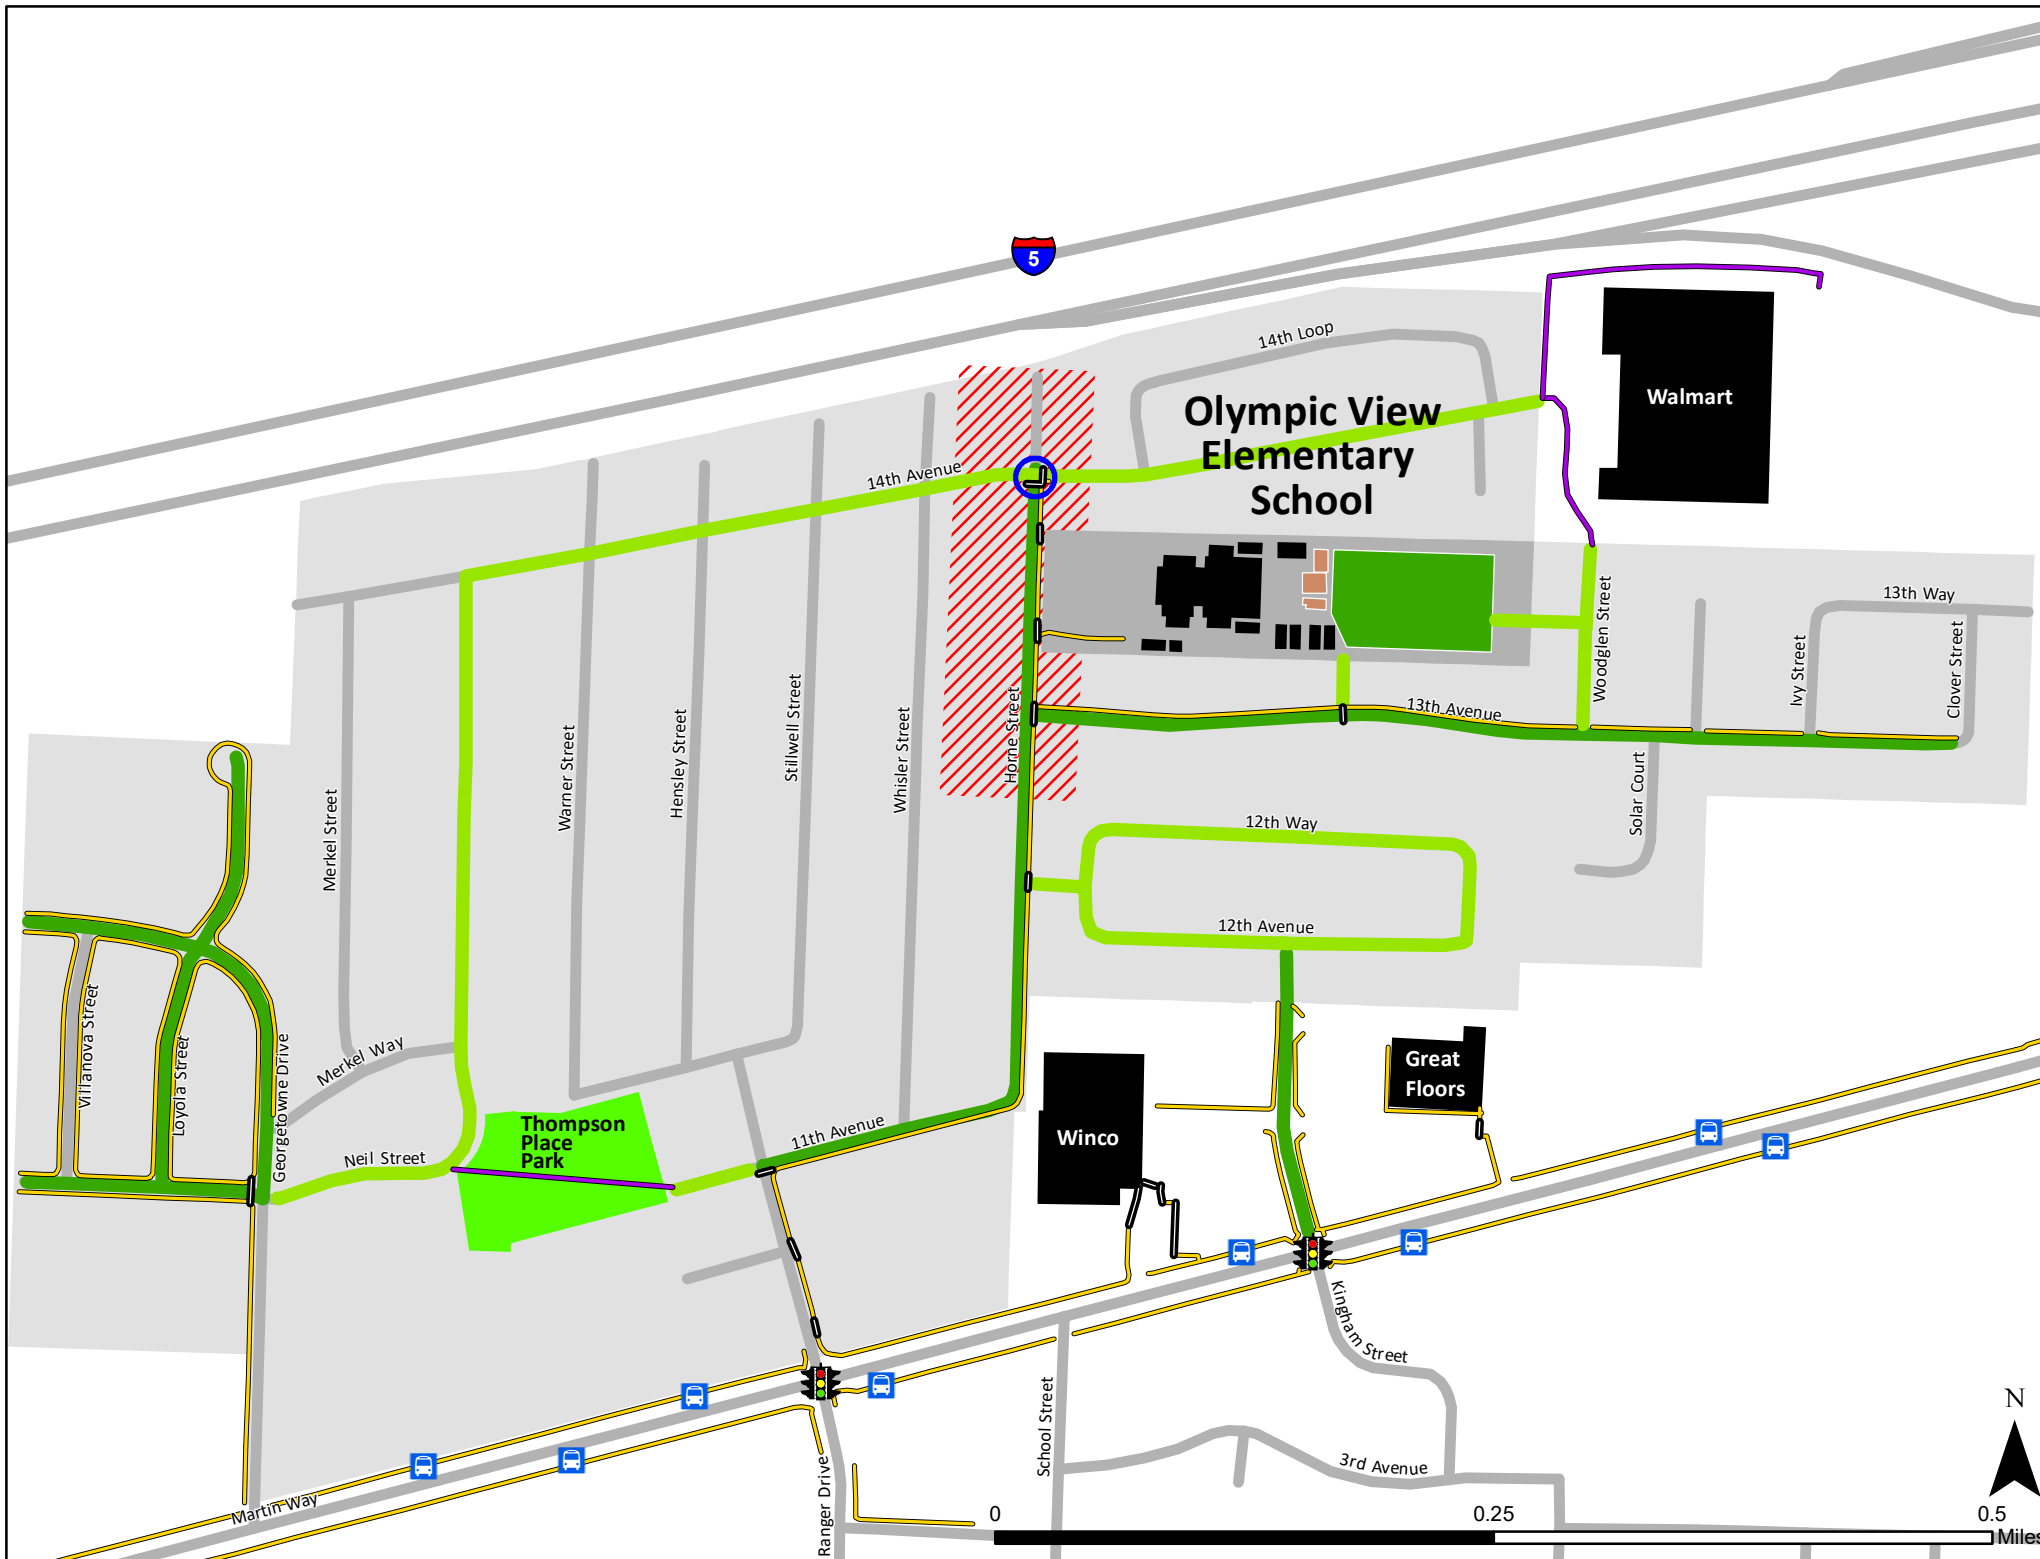 5
14th Loop
Walmart
Olympic View
Elementary
School
14th Avenue
13th Way
Woodglen Street
Ivy Street
Clover Street
13th Avenue
Horne Street
Stillwell Street
Hensley Street
Whisler Street
Warner Street
Merkel Street
Solar Court
12th Way
12th Avenue
Villanova Street
Loyola Street
Georgetowne Drive
Merkel Way
Great
Floors
Thompson
Place
Park
11th Avenue
Winco
Neil Street
Kingham Street
School Street
3rd Avenue
Ranger Drive
Martin Way
N
0
0.25
0.5
Miles